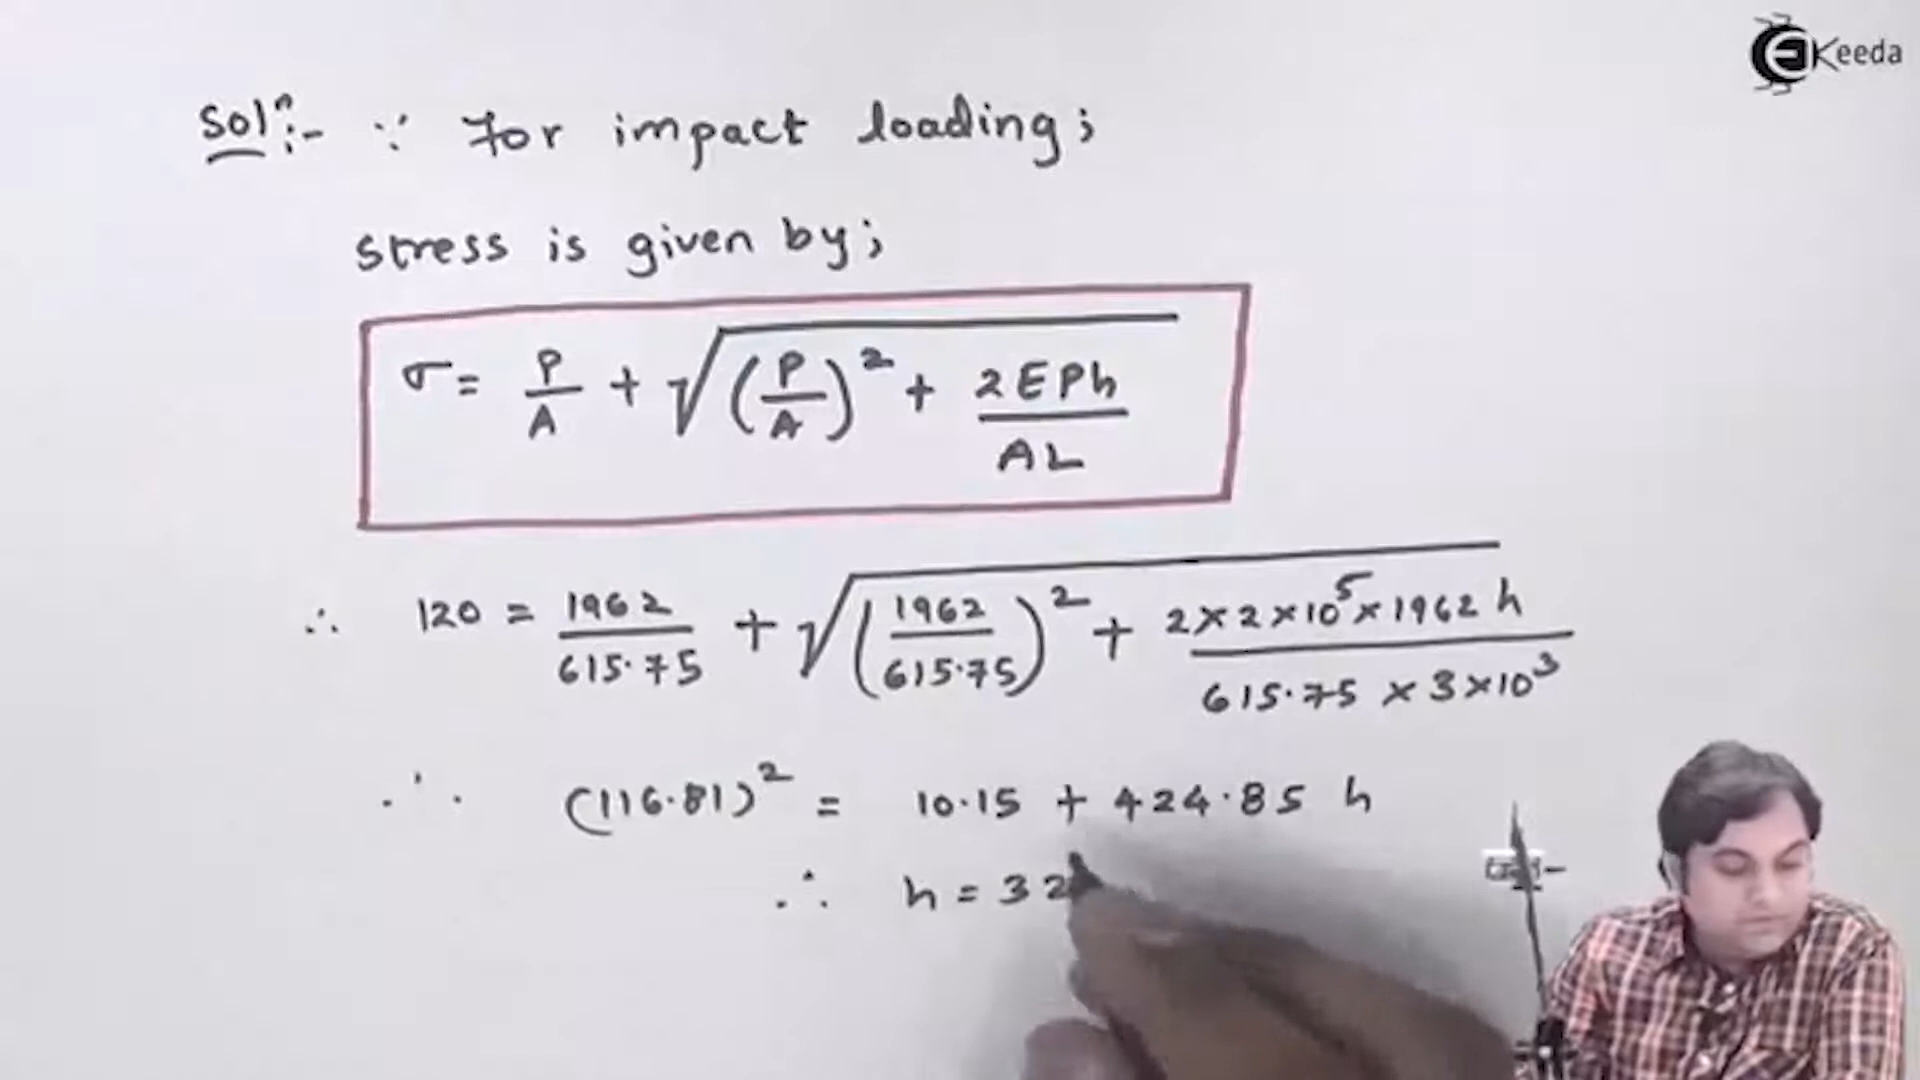 EKeeda
Solⁿ:- ∵ for impact loading;
stress is given by;
σ = P/A + √((P/A)² + 2EPh/AL)
∴ 120 = 1962/615.75 + √((1962/615.75)² + 2×2×10⁵×1962 h/615.75 × 3×10³)
∴ (116.81)² = 10.15 + 424.85 h
∴ h = 32